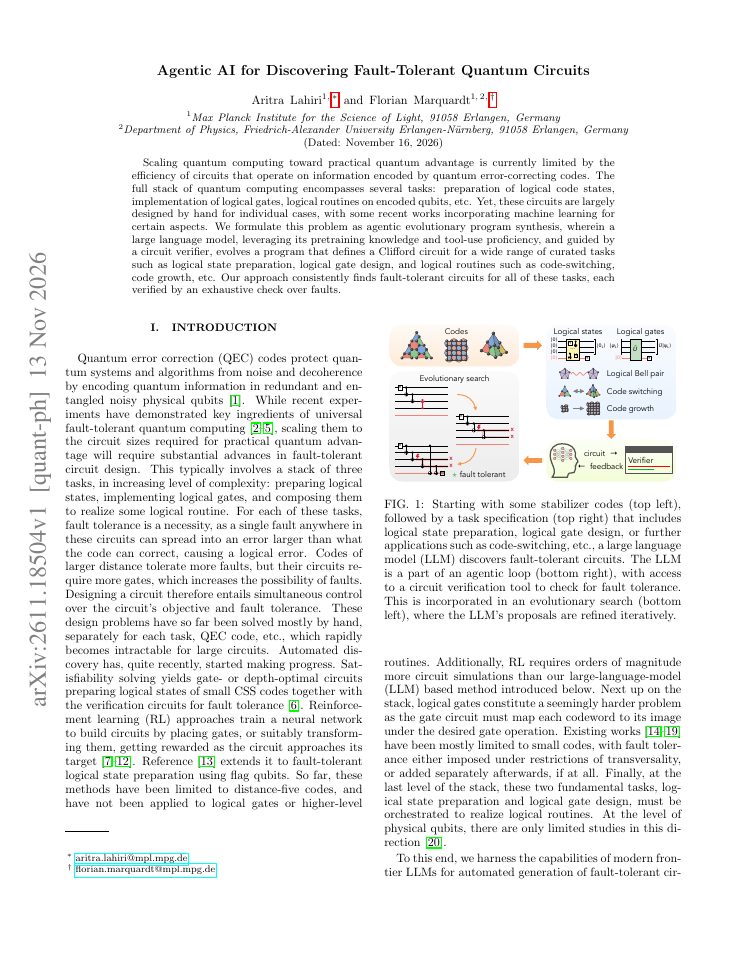 Agentic AI for Discovering Fault-Tolerant Quantum Circuits
Aritra Lahiri1, * and Florian Marquardt1, 2, †
1Max Planck Institute for the Science of Light, 91058 Erlangen, Germany
2Department of Physics, Friedrich-Alexander University Erlangen-Nürnberg, 91058 Erlangen, Germany
(Dated: November 16, 2026)
Scaling quantum computing toward practical quantum advantage is currently limited by the
efficiency of circuits that operate on information encoded by quantum error-correcting codes. The
full stack of quantum computing encompasses several tasks: preparation of logical code states,
implementation of logical gates, logical routines on encoded qubits, etc. Yet, these circuits are largely
designed by hand for individual cases, with some recent works incorporating machine learning for
certain aspects. We formulate this problem as agentic evolutionary program synthesis, wherein a
large language model, leveraging its pretraining knowledge and tool-use proficiency, and guided by
a circuit verifier, evolves a program that defines a Clifford circuit for a wide range of curated tasks
such as logical state preparation, logical gate design, and logical routines such as code-switching,
code growth, etc. Our approach consistently finds fault-tolerant circuits for all of these tasks, each
verified by an exhaustive check over faults.
arXiv:2611.18504v1 [quant-ph] 13 Nov 2026
I. INTRODUCTION
Quantum error correction (QEC) codes protect quan-
tum systems and algorithms from noise and decoherence
by encoding quantum information in redundant and en-
tangled noisy physical qubits [1]. While recent exper-
iments have demonstrated key ingredients of universal
fault-tolerant quantum computing [2–5], scaling them to
the circuit sizes required for practical quantum advan-
tage will require substantial advances in fault-tolerant
circuit design. This typically involves a stack of three
tasks, in increasing level of complexity: preparing logical
states, implementing logical gates, and composing them
to realize some logical routine. For each of these tasks,
fault tolerance is a necessity, as a single fault anywhere in
these circuits can spread into an error larger than what
the code can correct, causing a logical error. Codes of
larger distance tolerate more faults, but their circuits re-
quire more gates, which increases the possibility of faults.
Designing a circuit therefore entails simultaneous control
over the circuit's objective and fault tolerance. These
design problems have so far been solved mostly by hand,
separately for each task, QEC code, etc., which rapidly
becomes intractable for large circuits. Automated dis-
covery has, quite recently, started making progress. Sat-
isfiability solving yields gate- or depth-optimal circuits
preparing logical states of small CSS codes together with
the verification circuits for fault tolerance [6]. Reinforce-
ment learning (RL) approaches train a neural network
to build circuits by placing gates, or suitably transform-
ing them, getting rewarded as the circuit approaches its
target [7–12]. Reference [13] extends it to fault-tolerant
logical state preparation using flag qubits. So far, these
methods have been limited to distance-five codes, and
have not been applied to logical gates or higher-level
* aritra.lahiri@mpl.mpg.de
† florian.marquardt@mpl.mpg.de
Codes
Logical states
Logical gates
Evolutionary search
Logical Bell pair
Code switching
Code growth
+ fault tolerant
circuit →
← feedback
Verifier
FIG. 1: Starting with some stabilizer codes (top left),
followed by a task specification (top right) that includes
logical state preparation, logical gate design, or further
applications such as code-switching, etc., a large language
model (LLM) discovers fault-tolerant circuits. The LLM
is a part of an agentic loop (bottom right), with access
to a circuit verification tool to check for fault tolerance.
This is incorporated in an evolutionary search (bottom
left), where the LLM's proposals are refined iteratively.
routines. Additionally, RL requires orders of magnitude
more circuit simulations than our large-language-model
(LLM) based method introduced below. Next up on the
stack, logical gates constitute a seemingly harder problem
as the gate circuit must map each codeword to its image
under the desired gate operation. Existing works [14–19]
have been mostly limited to small codes, with fault toler-
ance either imposed under restrictions of transversality,
or added separately afterwards, if at all. Finally, at the
last level of the stack, these two fundamental tasks, log-
ical state preparation and logical gate design, must be
orchestrated to realize logical routines. At the level of
physical qubits, there are only limited studies in this di-
rection [20].
To this end, we harness the capabilities of modern fron-
tier LLMs for automated generation of fault-tolerant cir-